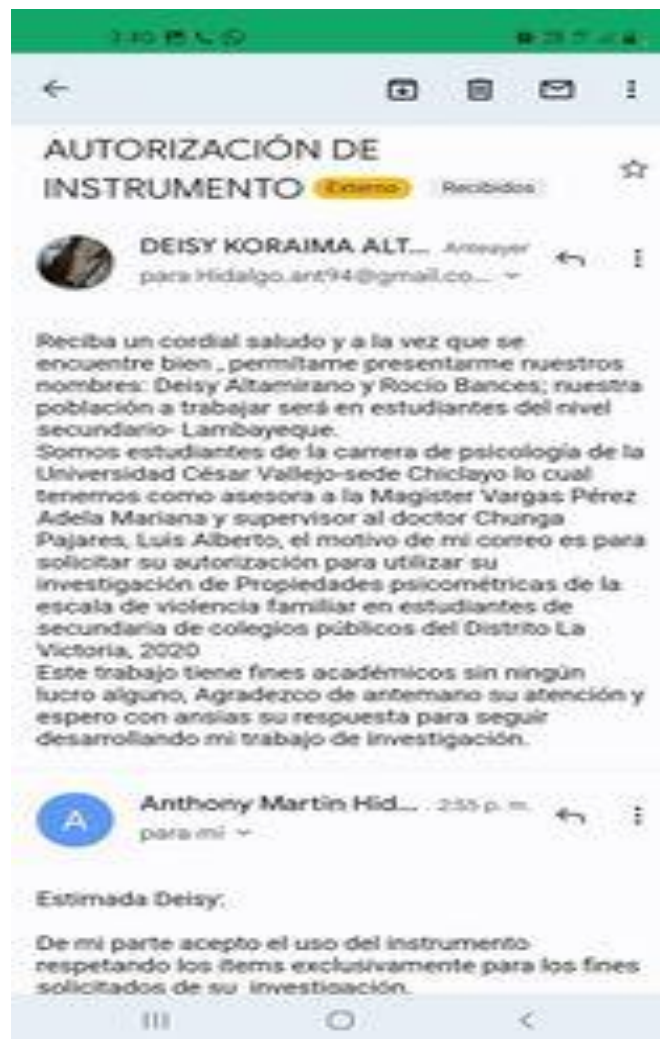 AUTORIZACIÓN DE
INSTRUMENTO Externo Recibidos
DEISY KORAIMA ALT... Anteayer
para Hidalgo.ant94@gmail.co...
Reciba un cordial saludo y a la vez que se
encuentre bien , permítame presentarme nuestros
nombres: Deisy Altamirano y Rocio Bances; nuestra
población a trabajar será en estudiantes del nivel
secundario- Lambayeque.
Somos estudiantes de la carrera de psicología de la
Universidad César Vallejo-sede Chiclayo lo cual
tenemos como asesora a la Magister Vargas Pérez
Adela Mariana y supervisor al doctor Chunga
Pajares, Luis Alberto, el motivo de mi correo es para
solicitar su autorización para utilizar su
investigación de Propiedades psicométricas de la
escala de violencia familiar en estudiantes de
secundaria de colegios públicos del Distrito La
Victoria, 2020
Este trabajo tiene fines académicos sin ningún
lucro alguno, Agradezco de antemano su atención y
espero con ansias su respuesta para seguir
desarrollando mi trabajo de investigación.
A
Anthony Martin Hid... 2:55 p. m.
para mi
Estimada Deisy:
De mi parte acepto el uso del instrumento
respetando los ítems exclusivamente para los fines
solicitados de su investigación.